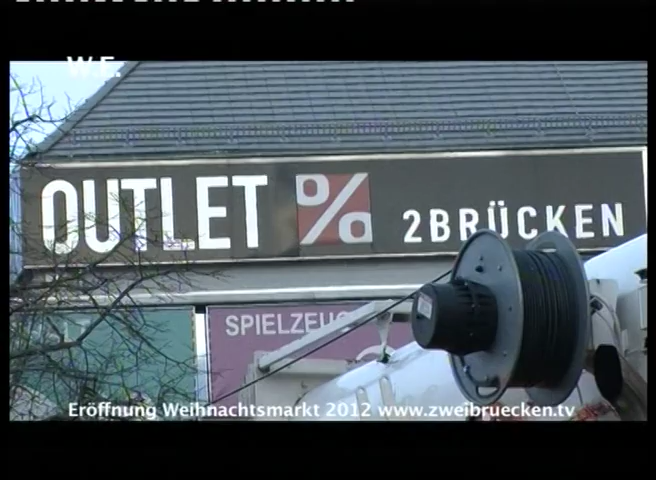 W.E.
OUTLET % 2BRÜCKEN
SPIELZEUG
Eröffnung Weihnachtsmarkt 2012 www.zweibruecken.tv